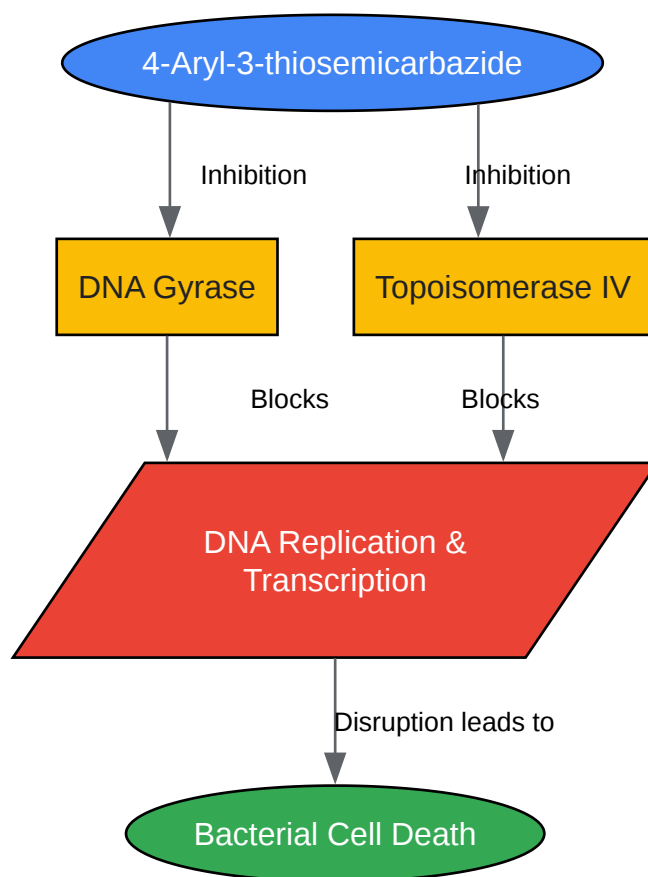 4-Aryl-3-thiosemicarbazide
Inhibition
Inhibition
DNA Gyrase
Topoisomerase IV
Blocks
Blocks
DNA Replication &
Transcription
Disruption leads to
Bacterial Cell Death